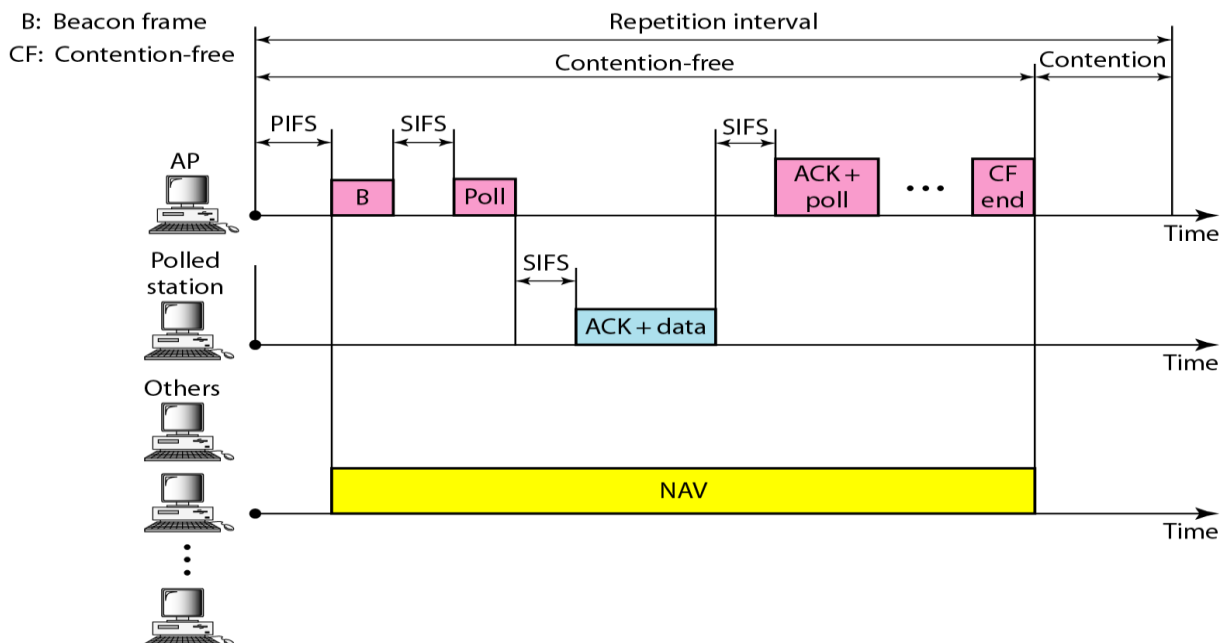 B: Beacon frame
CF: Contention-free
Repetition interval
Contention-free
Contention
PIFS
SIFS
SIFS
AP
B
Poll
ACK +
poll
• • •
CF
end
Time
Polled
station
SIFS
ACK + data
Time
Others
NAV
Time